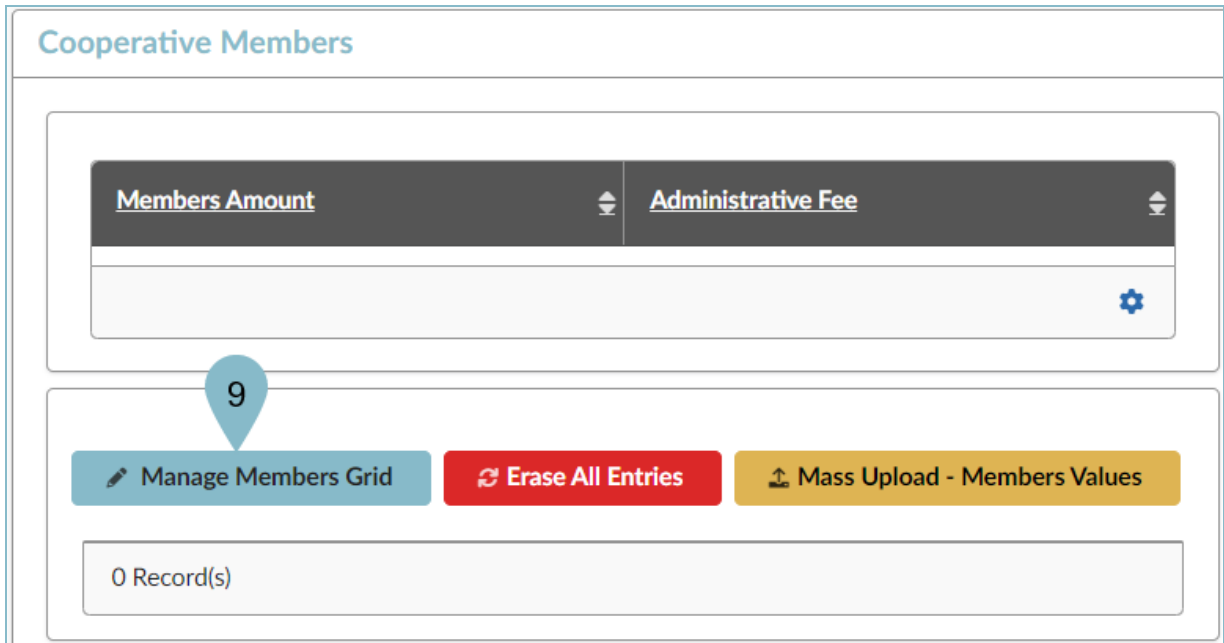 Cooperative Members
Members Amount Administrative Fee
9
Manage Members Grid Erase All Entries Mass Upload - Members Values
0 Record(s)